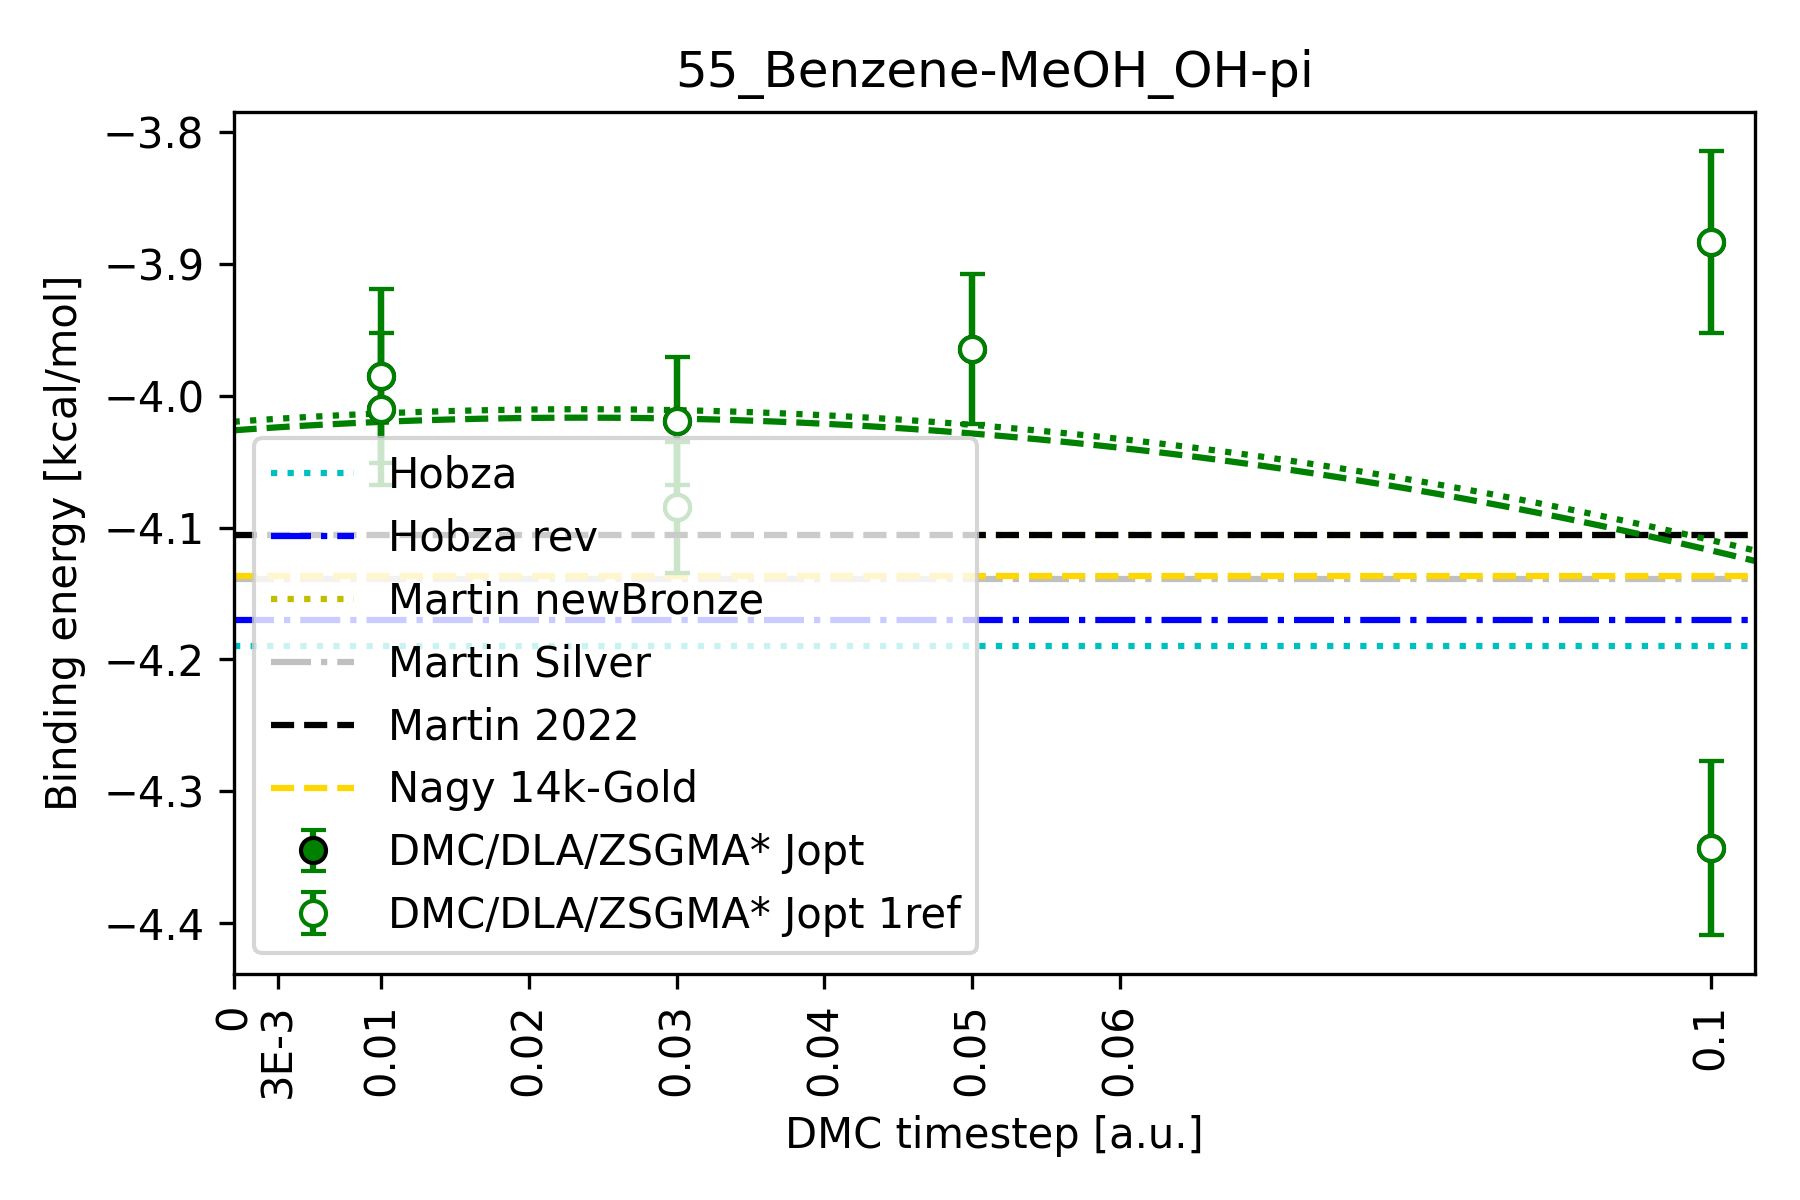 55_Benzene-MeOH_OH-pi
Binding energy [kcal/mol]
−3.8
−3.9
−4.0
−4.1
−4.2
−4.3
−4.4
Hobza
Hobza rev
Martin newBronze
Martin Silver
Martin 2022
Nagy 14k-Gold
DMC/DLA/ZSGMA* Jopt
DMC/DLA/ZSGMA* Jopt 1ref
0
3E-3
0.01
0.02
0.03
0.04
0.05
0.06
0.1
DMC timestep [a.u.]